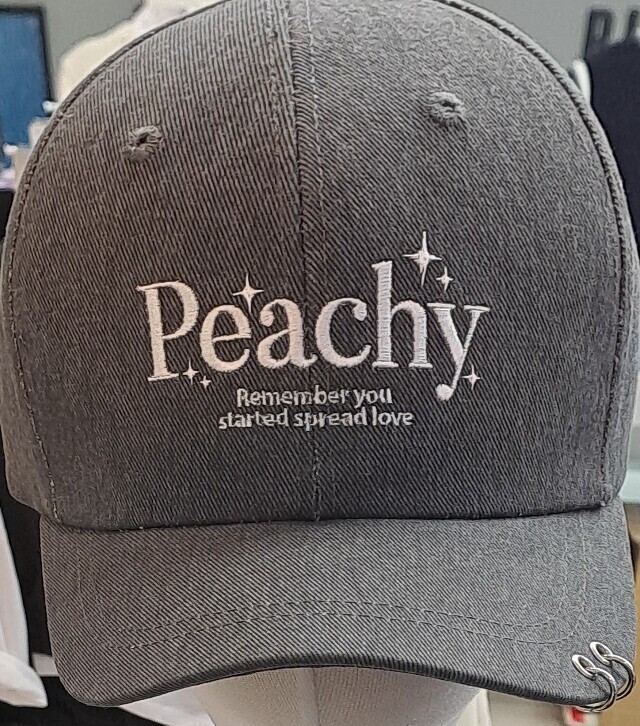 Peachy
Remember you
started spread love